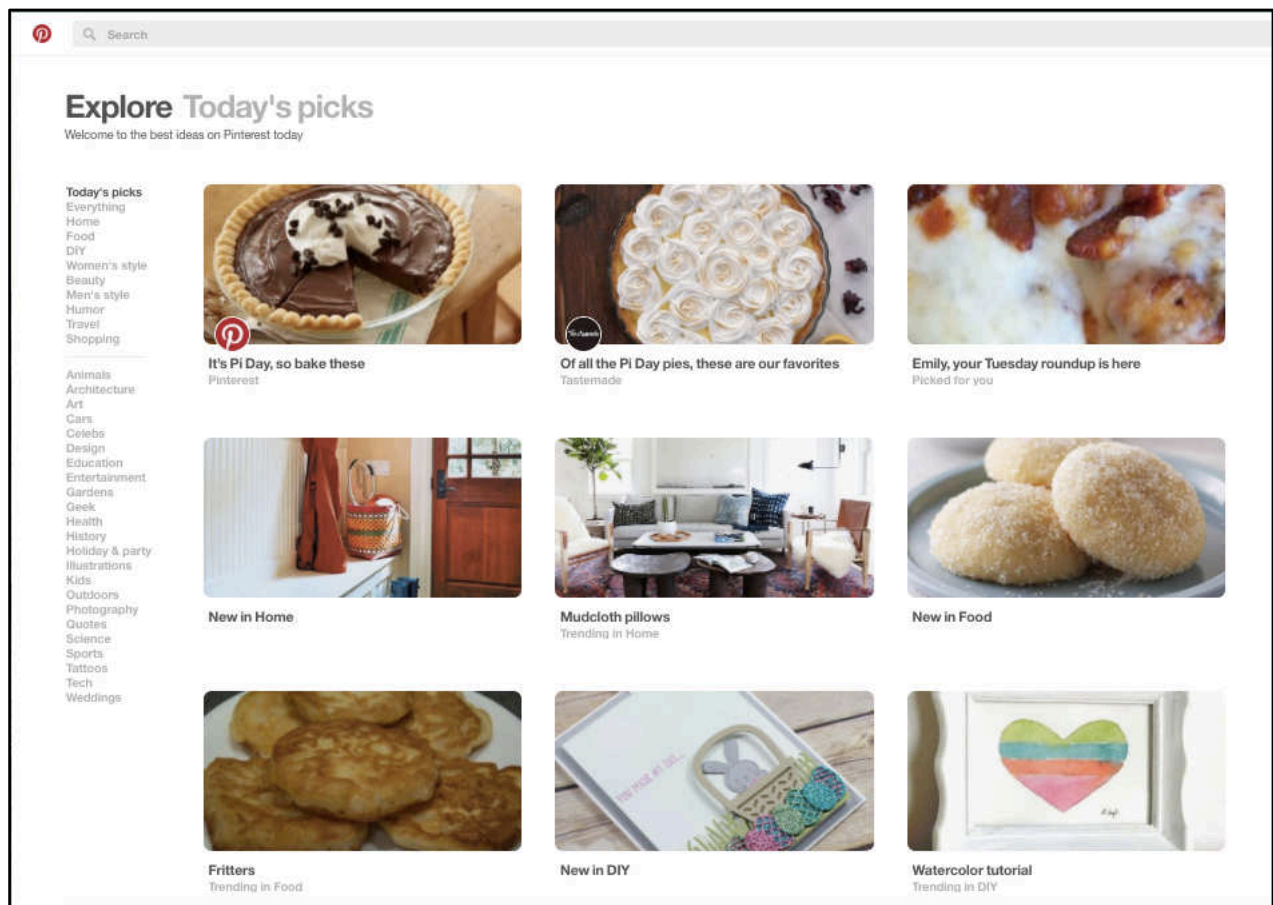 Search
Explore Today's picks
Welcome to the best ideas on Pinterest today
Today's picks
Everything
Home
Food
DIY
Women's style
Beauty
Men's style
Humor
Travel
Shopping
Animals
Architecture
Art
Cars
Celebs
Design
Education
Entertainment
Gardens
Geek
Health
History
Holiday & party
Illustrations
Kids
Outdoors
Photography
Quotes
Science
Sports
Tattoos
Tech
Weddings
It's Pi Day, so bake these
Pinterest
Of all the Pi Day pies, these are our favorites
Tastemade
Emily, your Tuesday roundup is here
Picked for you
New in Home
Mudcloth pillows
Trending in Home
New in Food
YOU MADE MY DAY...
Fritters
Trending in Food
New in DIY
Watercolor tutorial
Trending in DIY